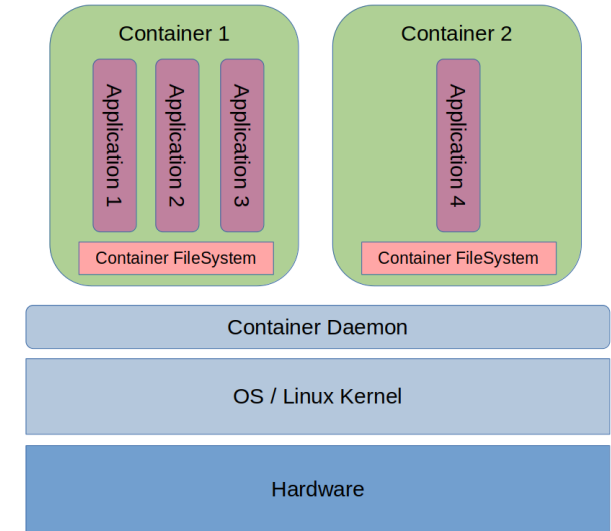 Container 1
Container 2
Application 1
Application 2
Application 3
Application 4
Container FileSystem
Container FileSystem
Container Daemon
OS / Linux Kernel
Hardware